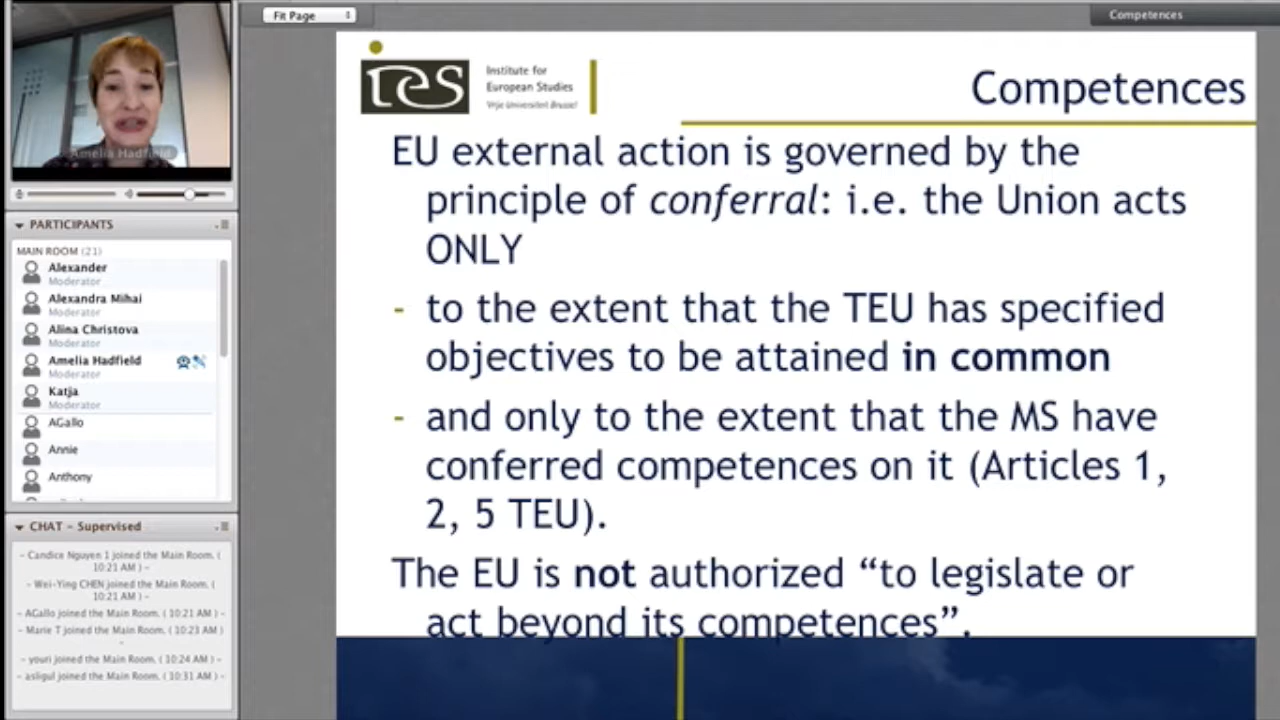 Fit Page
Competences
Amelia Hadfield
PARTICIPANTS
MAIN ROOM (21)
Alexander
Moderator
Alexandra Mihai
Moderator
Alina Christova
Moderator
Amelia Hadfield
Moderator
Katja
Moderator
AGallo
Annie
Anthony
CHAT - Supervised
- Candice Nguyen 1 joined the Main Room. (
10:21 AM ) -
- Wei-Ying CHEN joined the Main Room. (
10:21 AM ) -
- AGallo joined the Main Room. ( 10:21 AM ) -
- Marie T joined the Main Room. ( 10:23 AM )
-
- youri joined the Main Room. ( 10:24 AM ) -
- asligul joined the Main Room. ( 10:31 AM ) -
ies
Institute for
European Studies
Vrije Universiteit Brussel
Competences
EU external action is governed by the
principle of conferral: i.e. the Union acts
ONLY
- to the extent that the TEU has specified
objectives to be attained in common
- and only to the extent that the MS have
conferred competences on it (Articles 1,
2, 5 TEU).
The EU is not authorized “to legislate or
act beyond its competences”.